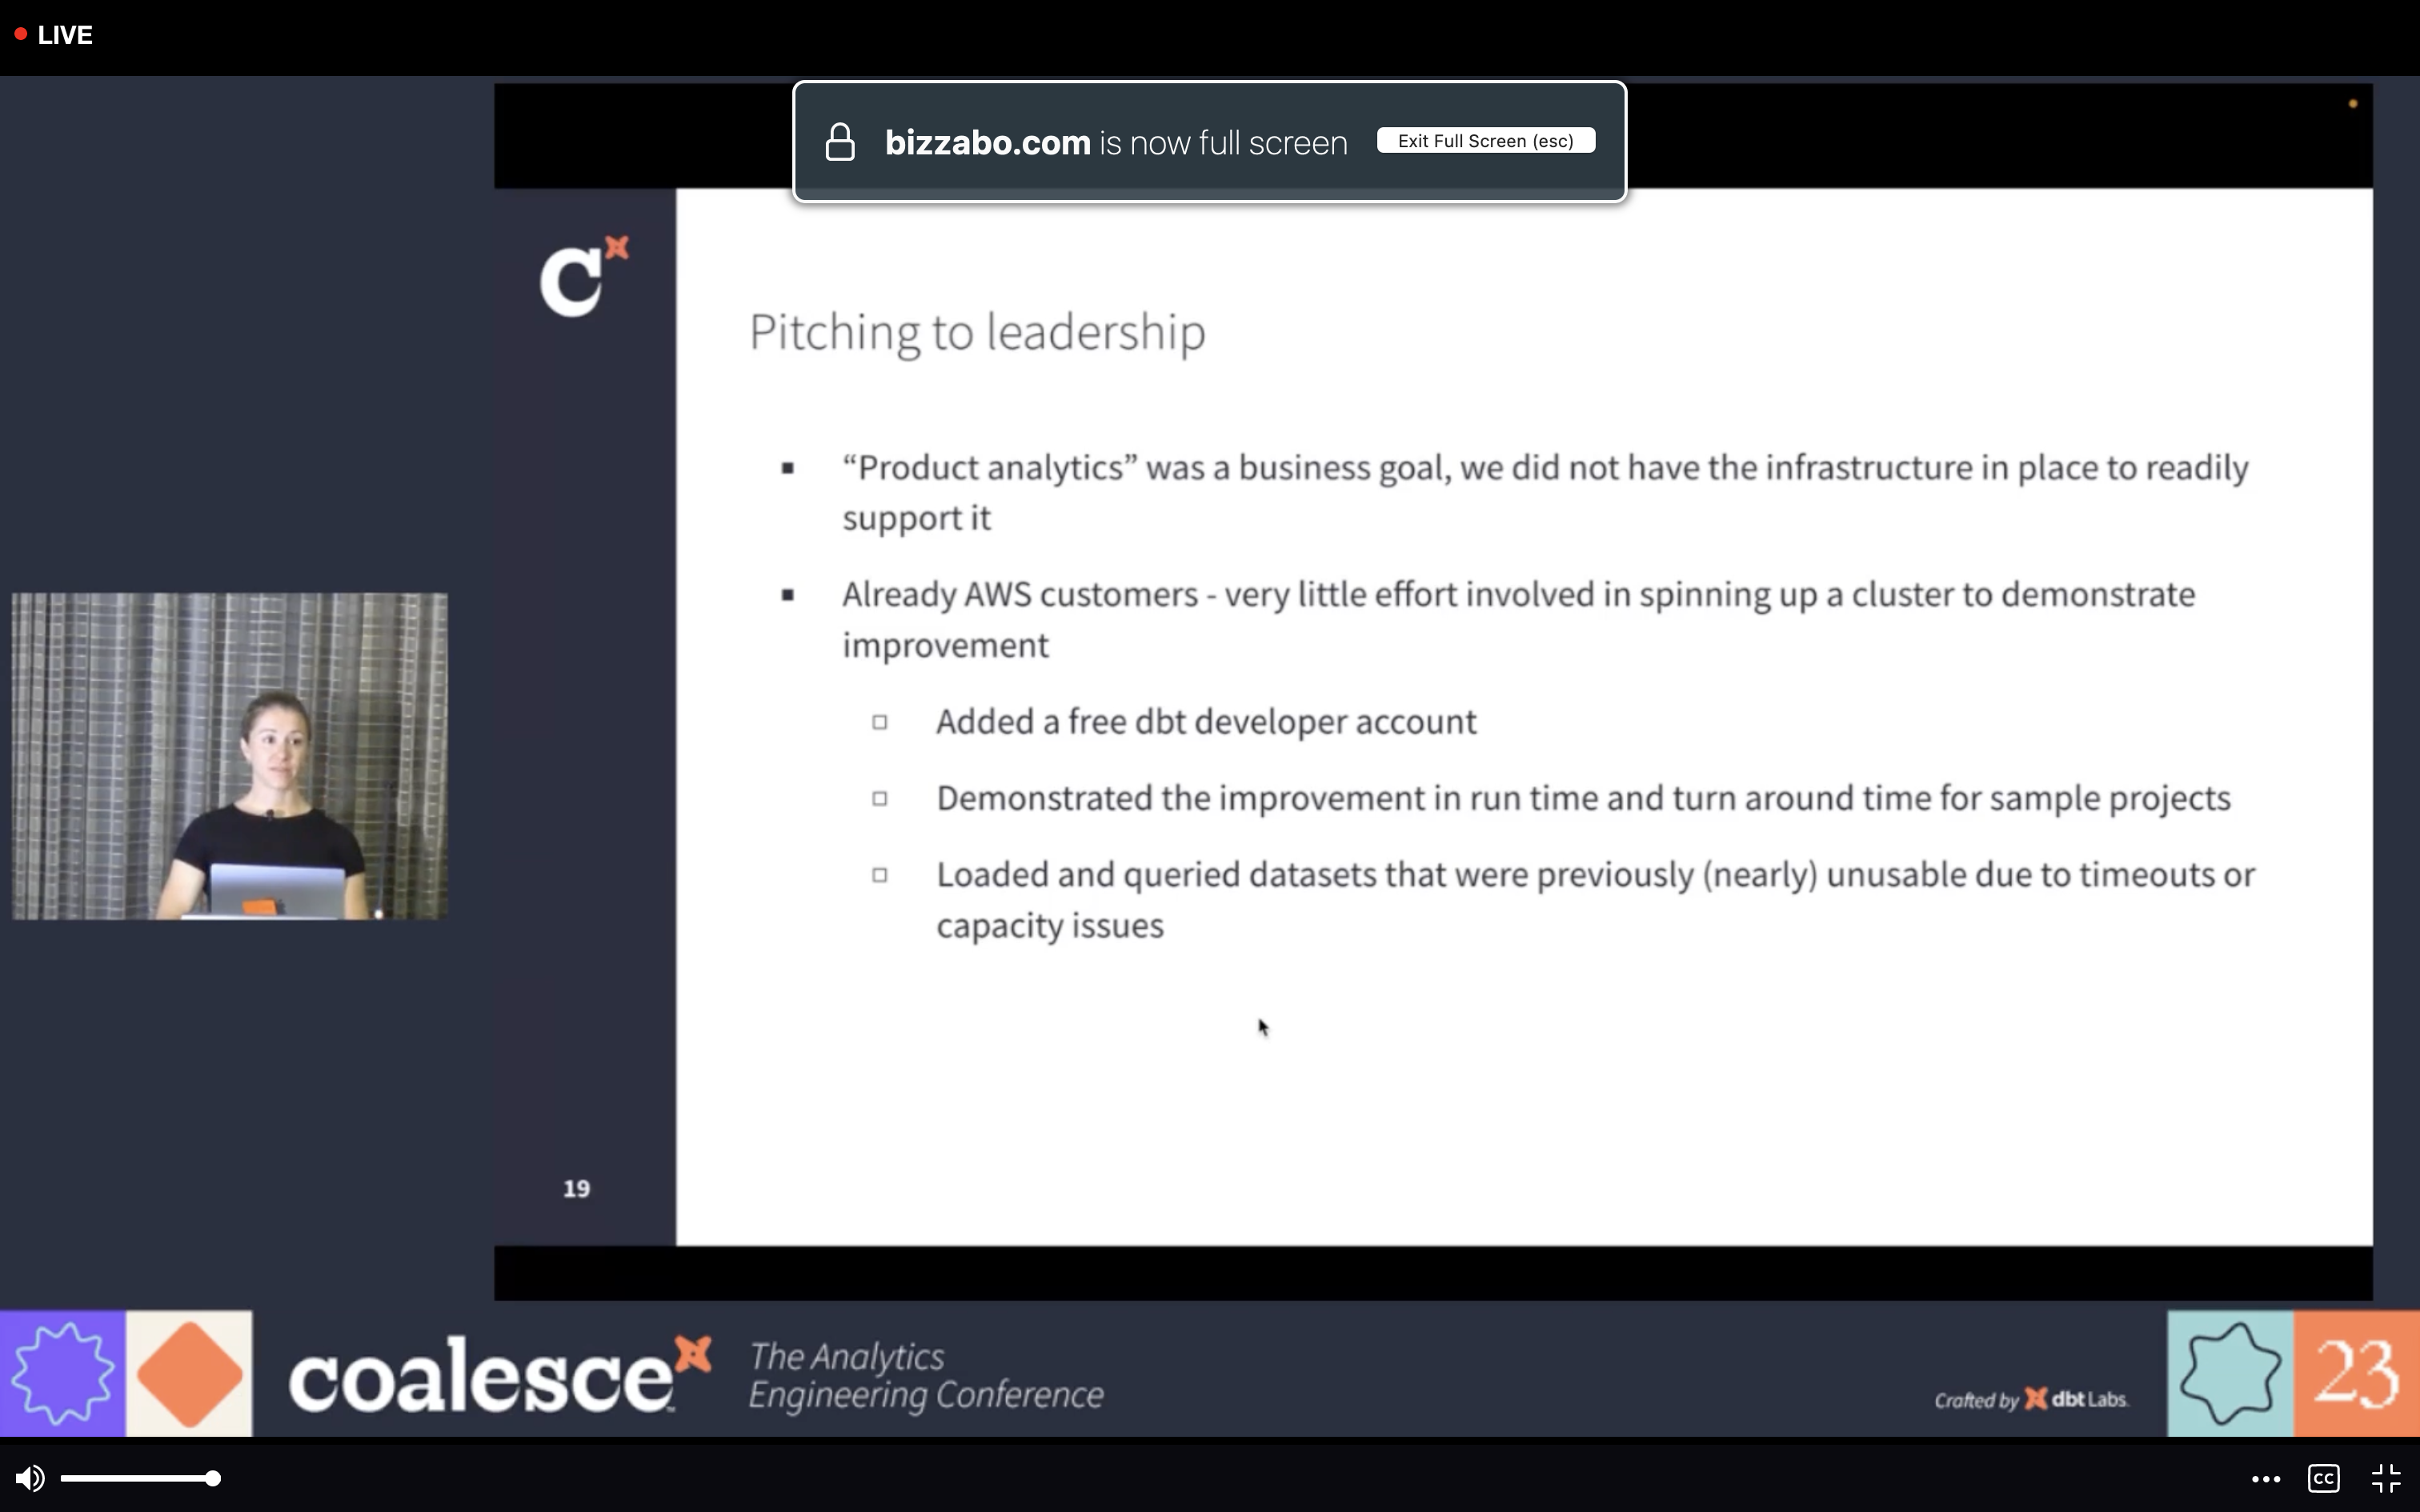 LIVE
bizzabo.com is now full screen
Exit Full Screen (esc)
C
Pitching to leadership
“Product analytics” was a business goal, we did not have the infrastructure in place to readily
support it
Already AWS customers - very little effort involved in spinning up a cluster to demonstrate
improvement
Added a free dbt developer account
Demonstrated the improvement in run time and turn around time for sample projects
Loaded and queried datasets that were previously (nearly) unusable due to timeouts or
capacity issues
19
coalesce
The Analytics
Engineering Conference
Crafted by dbt Labs.
23
CC